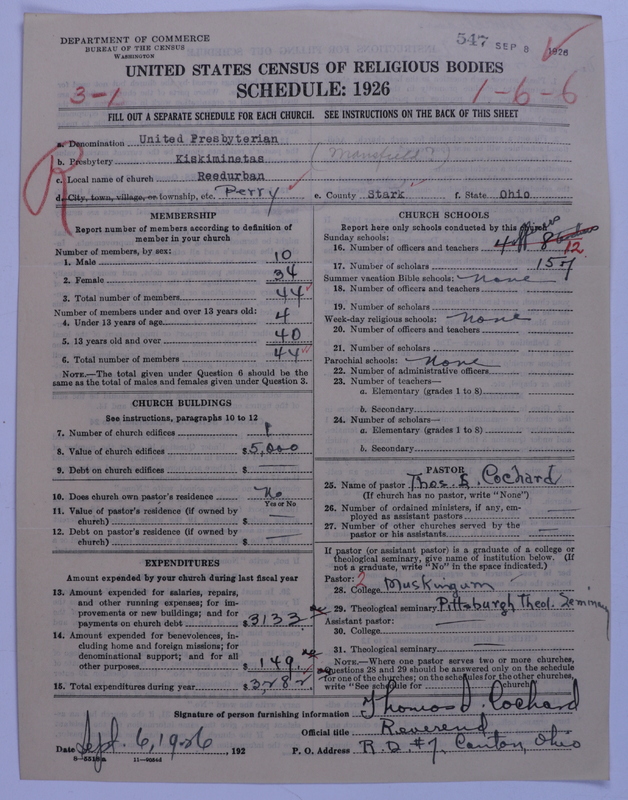 DEPARTMENT OF COMMERCE
BUREAU OF THE CENSUS
WASHINGTON
547 SEP 8 1926
UNITED STATES CENSUS OF RELIGIOUS BODIES
SCHEDULE: 1926
3-1
1-6-6
FILL OUT A SEPARATE SCHEDULE FOR EACH CHURCH. SEE INSTRUCTIONS ON THE BACK OF THIS SHEET
R
a. Denomination United Presbyterian
b. Presbytery Kiskiminetas (Mansfield?)
c. Local name of church Reedurban
d. City, town, village, or township, etc. Perry e. County Stark f. State Ohio
MEMBERSHIP
Report number of members according to definition of
member in your church
Number of members, by sex:
1. Male 10
2. Female 34
3. Total number of members 44
Number of members under and over 13 years old:
4. Under 13 years of age 4
5. 13 years old and over 40
6. Total number of members 44
NOTE.—The total given under Question 6 should be the
same as the total of males and females given under Question 3.
CHURCH BUILDINGS
See instructions, paragraphs 10 to 12
7. Number of church edifices 1
8. Value of church edifices $5,000
9. Debt on church edifices $ —
10. Does church own pastor's residence No
Yes or No
11. Value of pastor's residence (if owned by
church) $ —
12. Debt on pastor's residence (if owned by
church) $ —
EXPENDITURES
Amount expended by your church during last fiscal year
13. Amount expended for salaries, repairs,
and other running expenses; for im-
provements or new buildings; and for
payments on church debt $3133
14. Amount expended for benevolences, in-
cluding home and foreign missions; for
denominational support; and for all
other purposes $149
15. Total expenditures during year $3282
CHURCH SCHOOLS
Report here only schools conducted by this church
Sunday schools:
16. Number of officers and teachers 4 off 8 12
17. Number of scholars 157
Summer vacation Bible schools: None
18. Number of officers and teachers
19. Number of scholars
Week-day religious schools: None
20. Number of officers and teachers
21. Number of scholars
Parochial schools: None
22. Number of administrative officers
23. Number of teachers—
a. Elementary (grades 1 to 8)
b. Secondary
24. Number of scholars—
a. Elementary (grades 1 to 8)
b. Secondary
PASTOR
25. Name of pastor Thos. L. Cochard
(If church has no pastor, write "None")
26. Number of ordained ministers, if any, em-
ployed as assistant pastors —
27. Number of other churches served by the
pastor or his assistants —
If pastor (or assistant pastor) is a graduate of a college or
theological seminary, give name of institution below. (If
not a graduate, write "No" in the space indicated.)
Pastor: 2
28. College Muskingum
29. Theological seminary Pittsburgh Theol. Seminary
Assistant pastor:
30. College —
31. Theological seminary —
NOTE.—Where one pastor serves two or more churches,
questions 28 and 29 should be answered only on the schedule
for one of the churches; on the schedules for the other churches,
write "See schedule for church"
Signature of person furnishing information Thomas L. Cochard
Official title Reverend
Date Sept. 6, 1926, 192
P. O. Address R.D. #7, Canton, Ohio